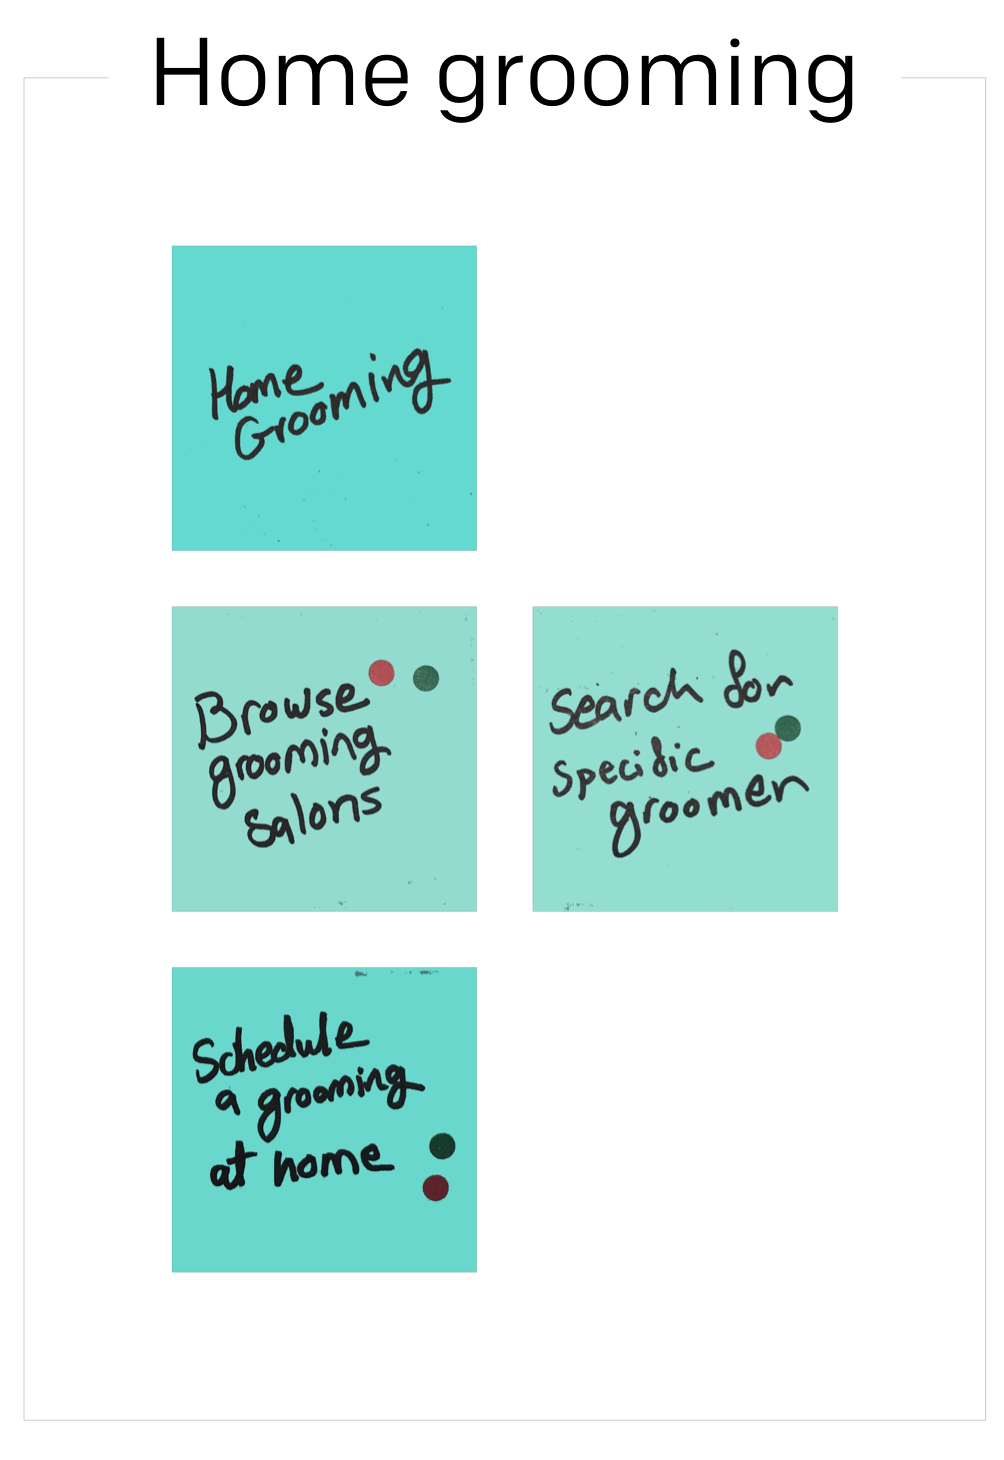 Home grooming
Home
Grooming
Browse
grooming
Salons
Search for
specific
groomer
Schedule
a grooming
at home